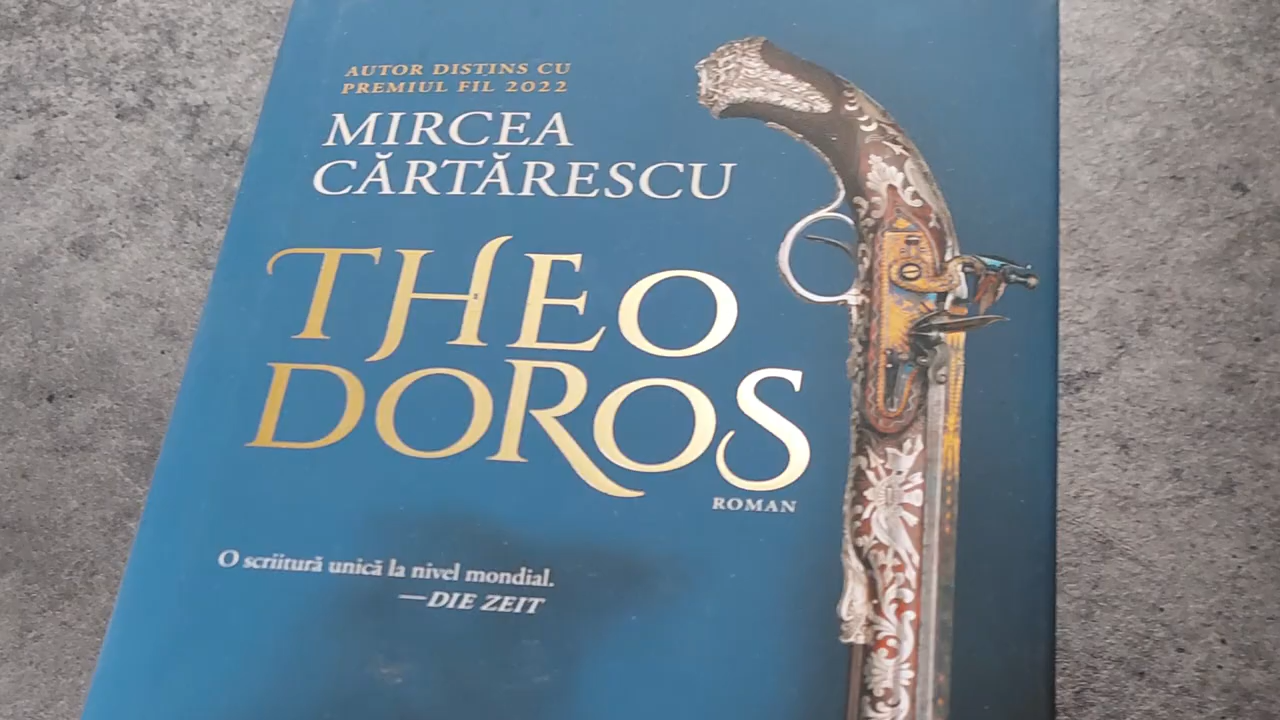 AUTOR DISTINS CU
PREMIUL FIL 2022
MIRCEA
CĂRTĂRESCU
THEO
DOROS
ROMAN
O scriitură unică la nivel mondial.
—DIE ZEIT